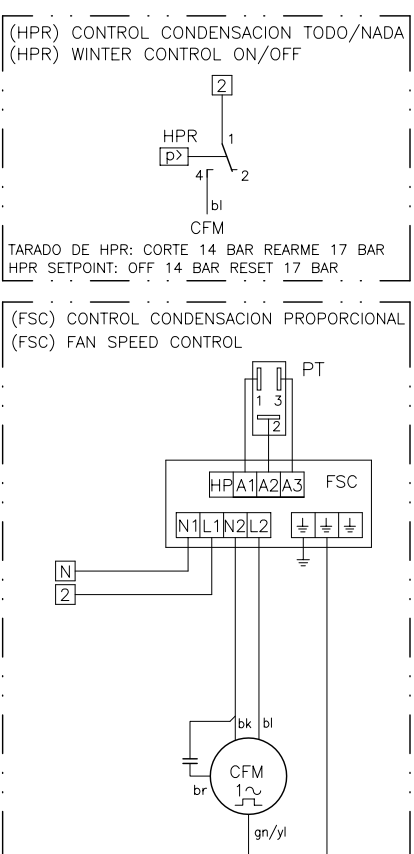 (HPR) CONTROL CONDENSACION TODO/NADA
(HPR) WINTER CONTROL ON/OFF
2
HPR
p>
1
4
2
bl
CFM
TARADO DE HPR: CORTE 14 BAR REARME 17 BAR
HPR SETPOINT: OFF 14 BAR RESET 17 BAR
(FSC) CONTROL CONDENSACION PROPORCIONAL
(FSC) FAN SPEED CONTROL
PT
1 3
2
HP A1 A2 A3 FSC
N1 L1 N2 L2
N
2
bk bl
CFM
br
1~
gn/yl